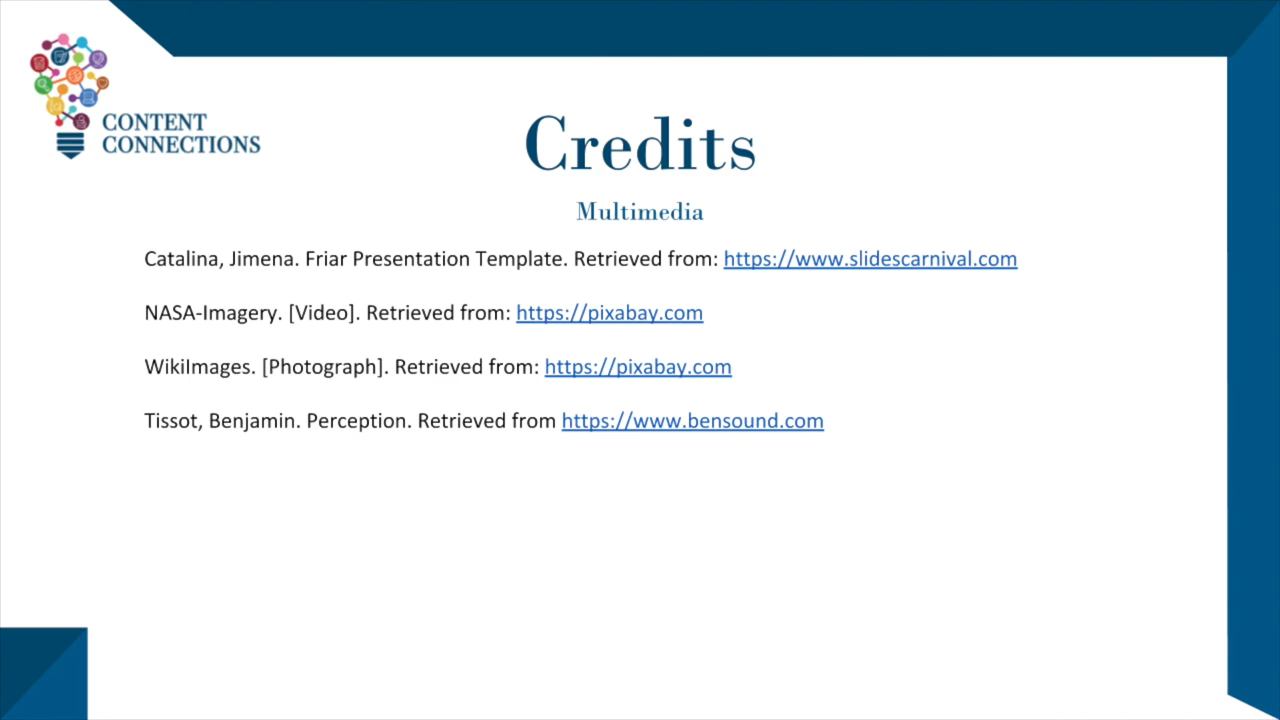 CONTENT
CONNECTIONS
Credits
Multimedia
Catalina, Jimena. Friar Presentation Template. Retrieved from: https://www.slidescarnival.com
NASA-Imagery. [Video]. Retrieved from: https://pixabay.com
WikiImages. [Photograph]. Retrieved from: https://pixabay.com
Tissot, Benjamin. Perception. Retrieved from https://www.bensound.com